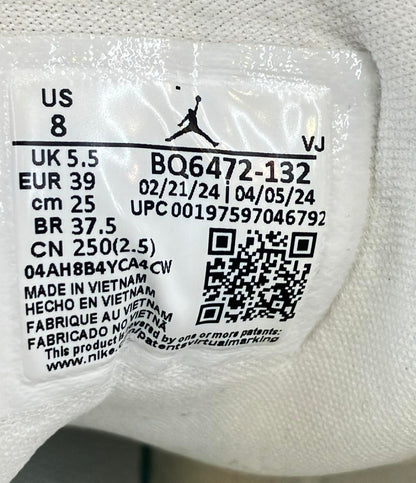 US
8
VJ
UK 5.5
EUR 39
cm 25
BR 37.5
CN 250(2.5)
BQ6472-132
02/21/24 | 04/05/24
UPC 00197597046792
04AH8B4YCA4CW
MADE IN VIETNAM
HECHO EN VIETNAM
FABRIQUE AU VIETNAM
FABRICADO NO VIETNÃ
This product is covered by one or more patents:
www.nike.com/patentsvirtualmarking